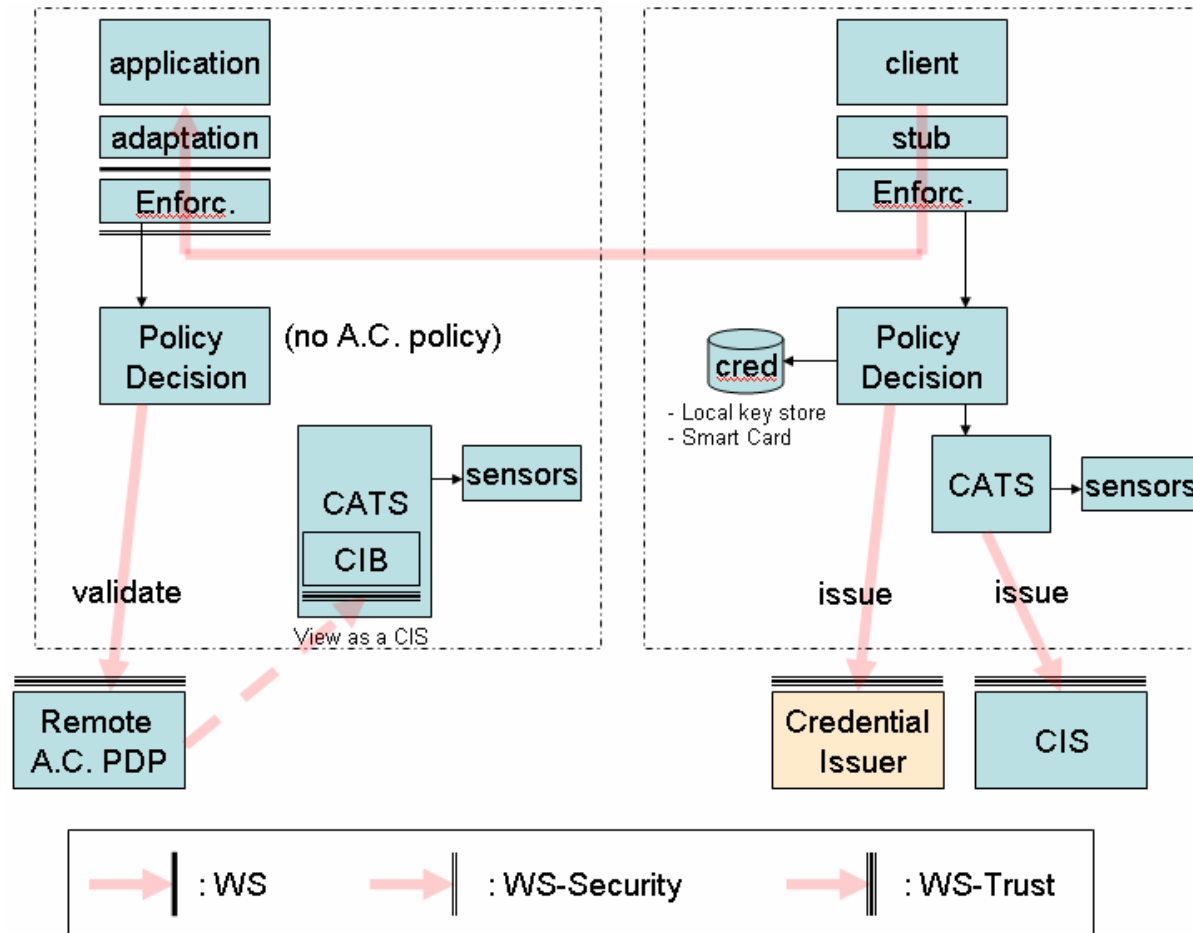 application
adaptation
Enforc.
Policy
Decision
(no A.C. policy)
CATS
CIB
sensors
View as a CIS
validate
Remote
A.C. PDP
client
stub
Enforc.
Policy
Decision
cred
- Local key store
- Smart Card
CATS
sensors
issue
issue
Credential
Issuer
CIS
: WS
: WS-Security
: WS-Trust